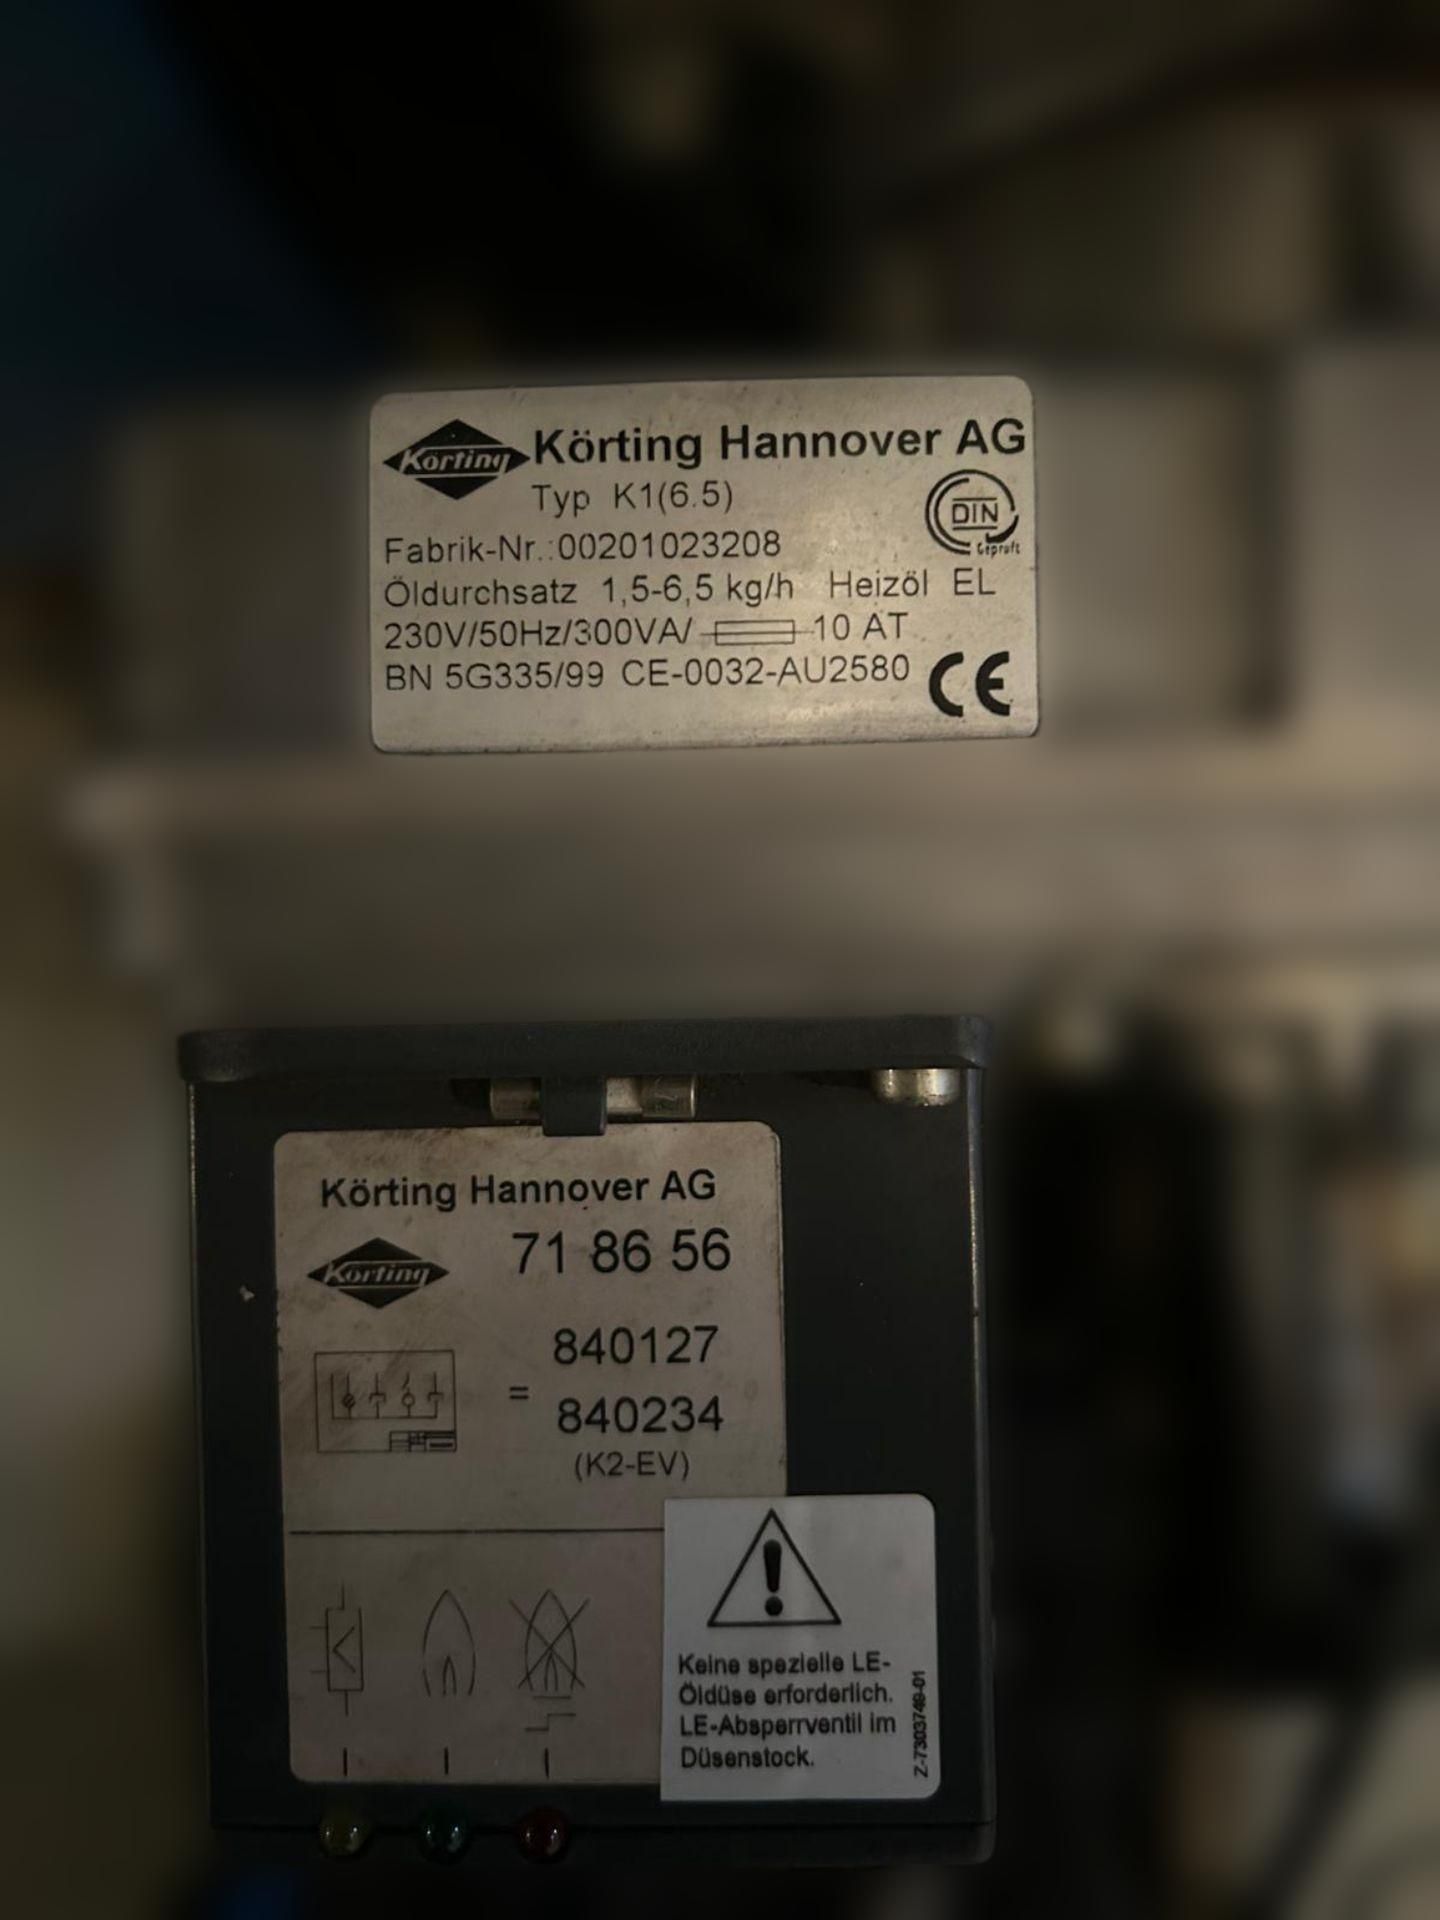 Körting Körting Hannover AG
Typ K1(6.5)
DIN
Geprüft
Fabrik-Nr.:00201023208
Öldurchsatz 1,5-6,5 kg/h Heizöl EL
230V/50Hz/300VA/ 10 AT
BN 5G335/99 CE-0032-AU2580 CE
Körting Hannover AG
Körting 71 86 56
840127
=
840234
(K2-EV)
Keine spezielle LE-
Öldüse erforderlich.
LE-Absperrventil im
Düsenstock.
Z-7303749-01